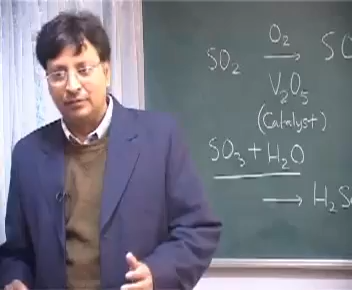 SO₂ —O₂→ SO
V₂O₅
(Catalyst)
SO₃ + H₂O
→ H₂S